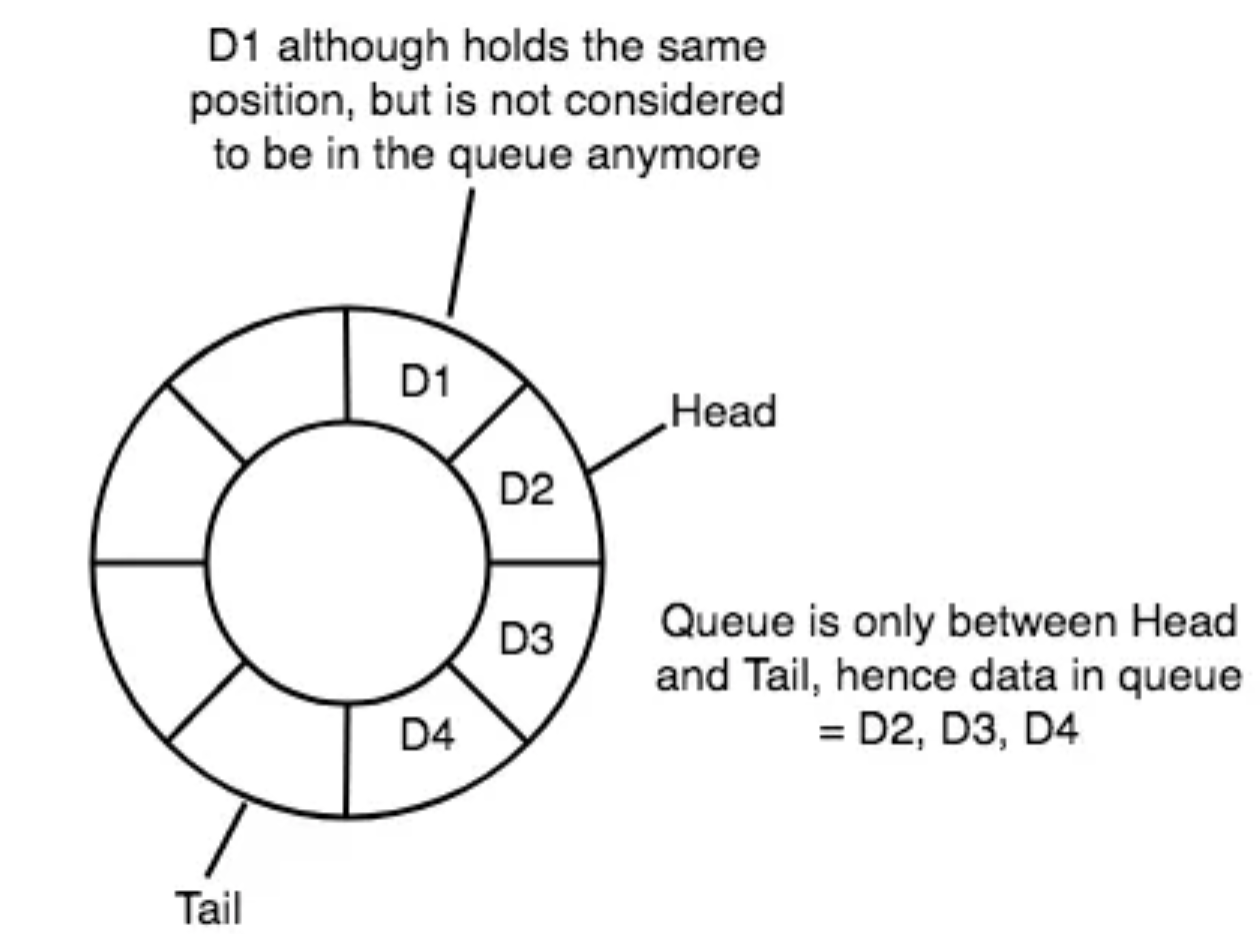 D1 although holds the same
position, but is not considered
to be in the queue anymore
D1
Head
D2
D3
Queue is only between Head
and Tail, hence data in queue
= D2, D3, D4
D4
Tail